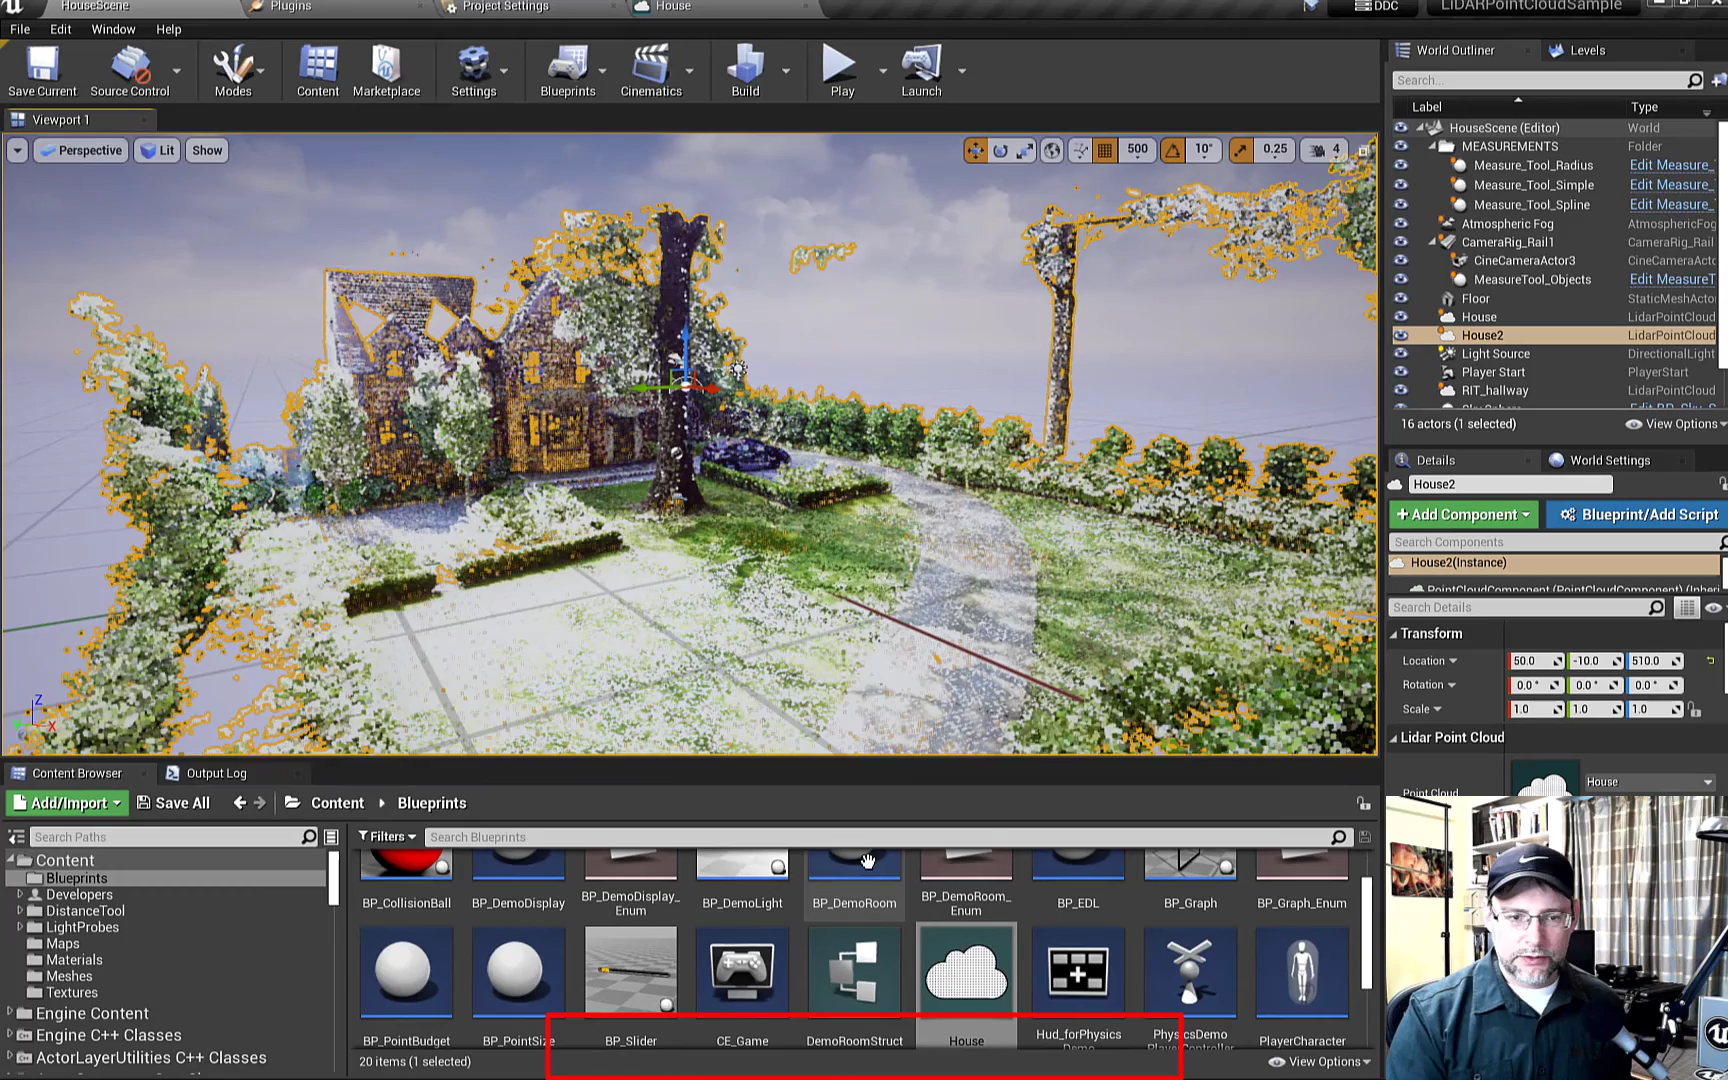 HouseScene
Plugins
Project Settings
House
DDC
LiDARPointCloudSample
File Edit Window Help
Save Current
Source Control
Modes
Content
Marketplace
Settings
Blueprints
Cinematics
Build
Play
Launch
Viewport 1
Perspective
Lit
Show
500
10°
0.25
4
Z
X
World Outliner
Levels
Search...
Label Type
HouseScene (Editor) World
MEASUREMENTS Folder
Measure_Tool_Radius Edit Measure_
Measure_Tool_Simple Edit Measure_
Measure_Tool_Spline Edit Measure_
Atmospheric Fog AtmosphericFog
CameraRig_Rail1 CameraRig_Rail
CineCameraActor3 CineCameraActo
MeasureTool_Objects Edit MeasureT
Floor StaticMeshActo
House LidarPointCloud
House2 LidarPointCloud
Light Source DirectionalLight
Player Start PlayerStart
RIT_hallway LidarPointCloud
16 actors (1 selected)
View Options
Details
World Settings
House2
+ Add Component
Blueprint/Add Script
Search Components
House2(Instance)
PointCloudComponent (PointCloudComponent) (Inheri
Search Details
Transform
Location 50.0 -10.0 510.0
Rotation 0.0° 0.0° 0.0°
Scale 1.0 1.0 1.0
Lidar Point Cloud
Point Cloud
House
Content Browser
Output Log
Add/Import
Save All
Content
Blueprints
Search Paths
Filters
Search Blueprints
Content
Blueprints
Developers
DistanceTool
LightProbes
Maps
Materials
Meshes
Textures
Engine Content
Engine C++ Classes
ActorLayerUtilities C++ Classes
BP_CollisionBall
BP_DemoDisplay
BP_DemoDisplay_
Enum
BP_DemoLight
BP_DemoRoom
BP_DemoRoom_
Enum
BP_EDL
BP_Graph
BP_Graph_Enum
BP_PointBudget
BP_PointSize
BP_Slider
CE_Game
DemoRoomStruct
House
Hud_forPhysics
Demo
PhysicsDemo
PlayerController
PlayerCharacter
20 items (1 selected)
View Options